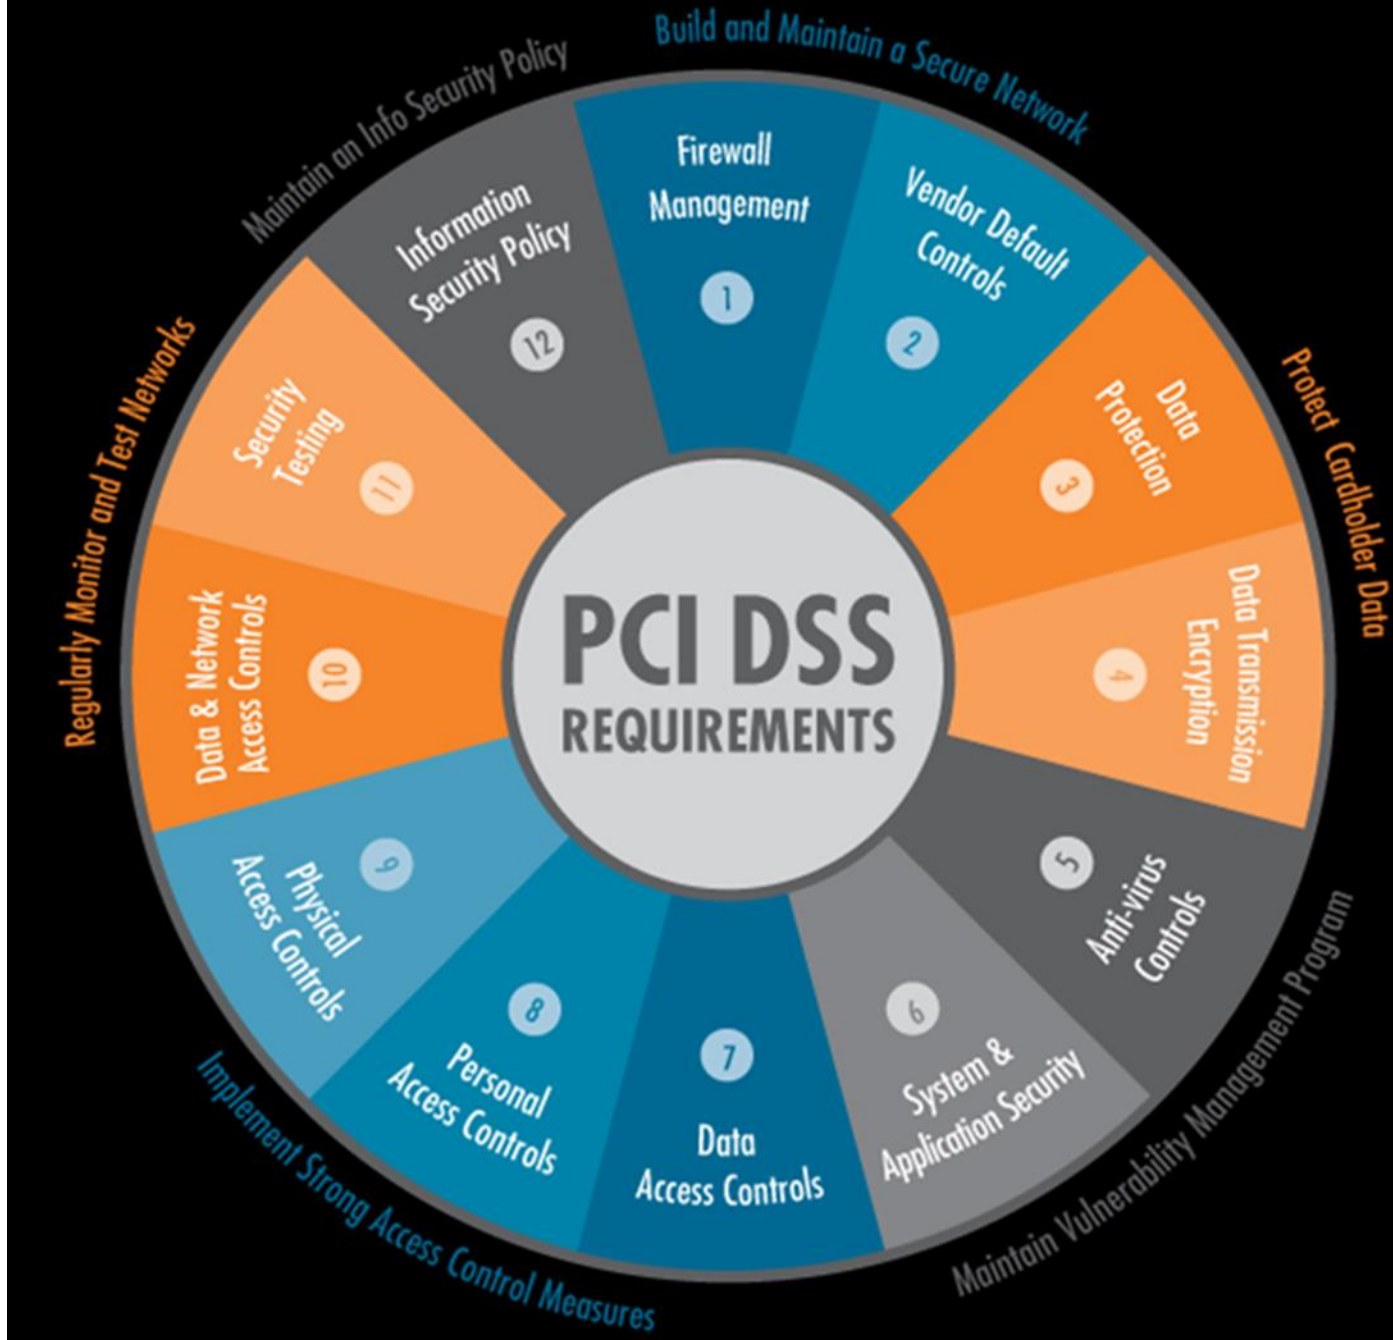 Build and Maintain a Secure Network
Firewall
Management
1
Vendor Default
Controls
2
Protect Cardholder Data
Data
Protection
3
Data Transmission
Encryption
4
Maintain Vulnerability Management Program
5
Anti-virus
Controls
6
System &
Application Security
Implement Strong Access Control Measures
7
Data
Access Controls
8
Personal
Access Controls
9
Physical
Access Controls
Regularly Monitor and Test Networks
Data & Network
Access Controls
10
Security
Testing
11
Maintain an Info Security Policy
Information
Security Policy
12
PCI DSS
REQUIREMENTS